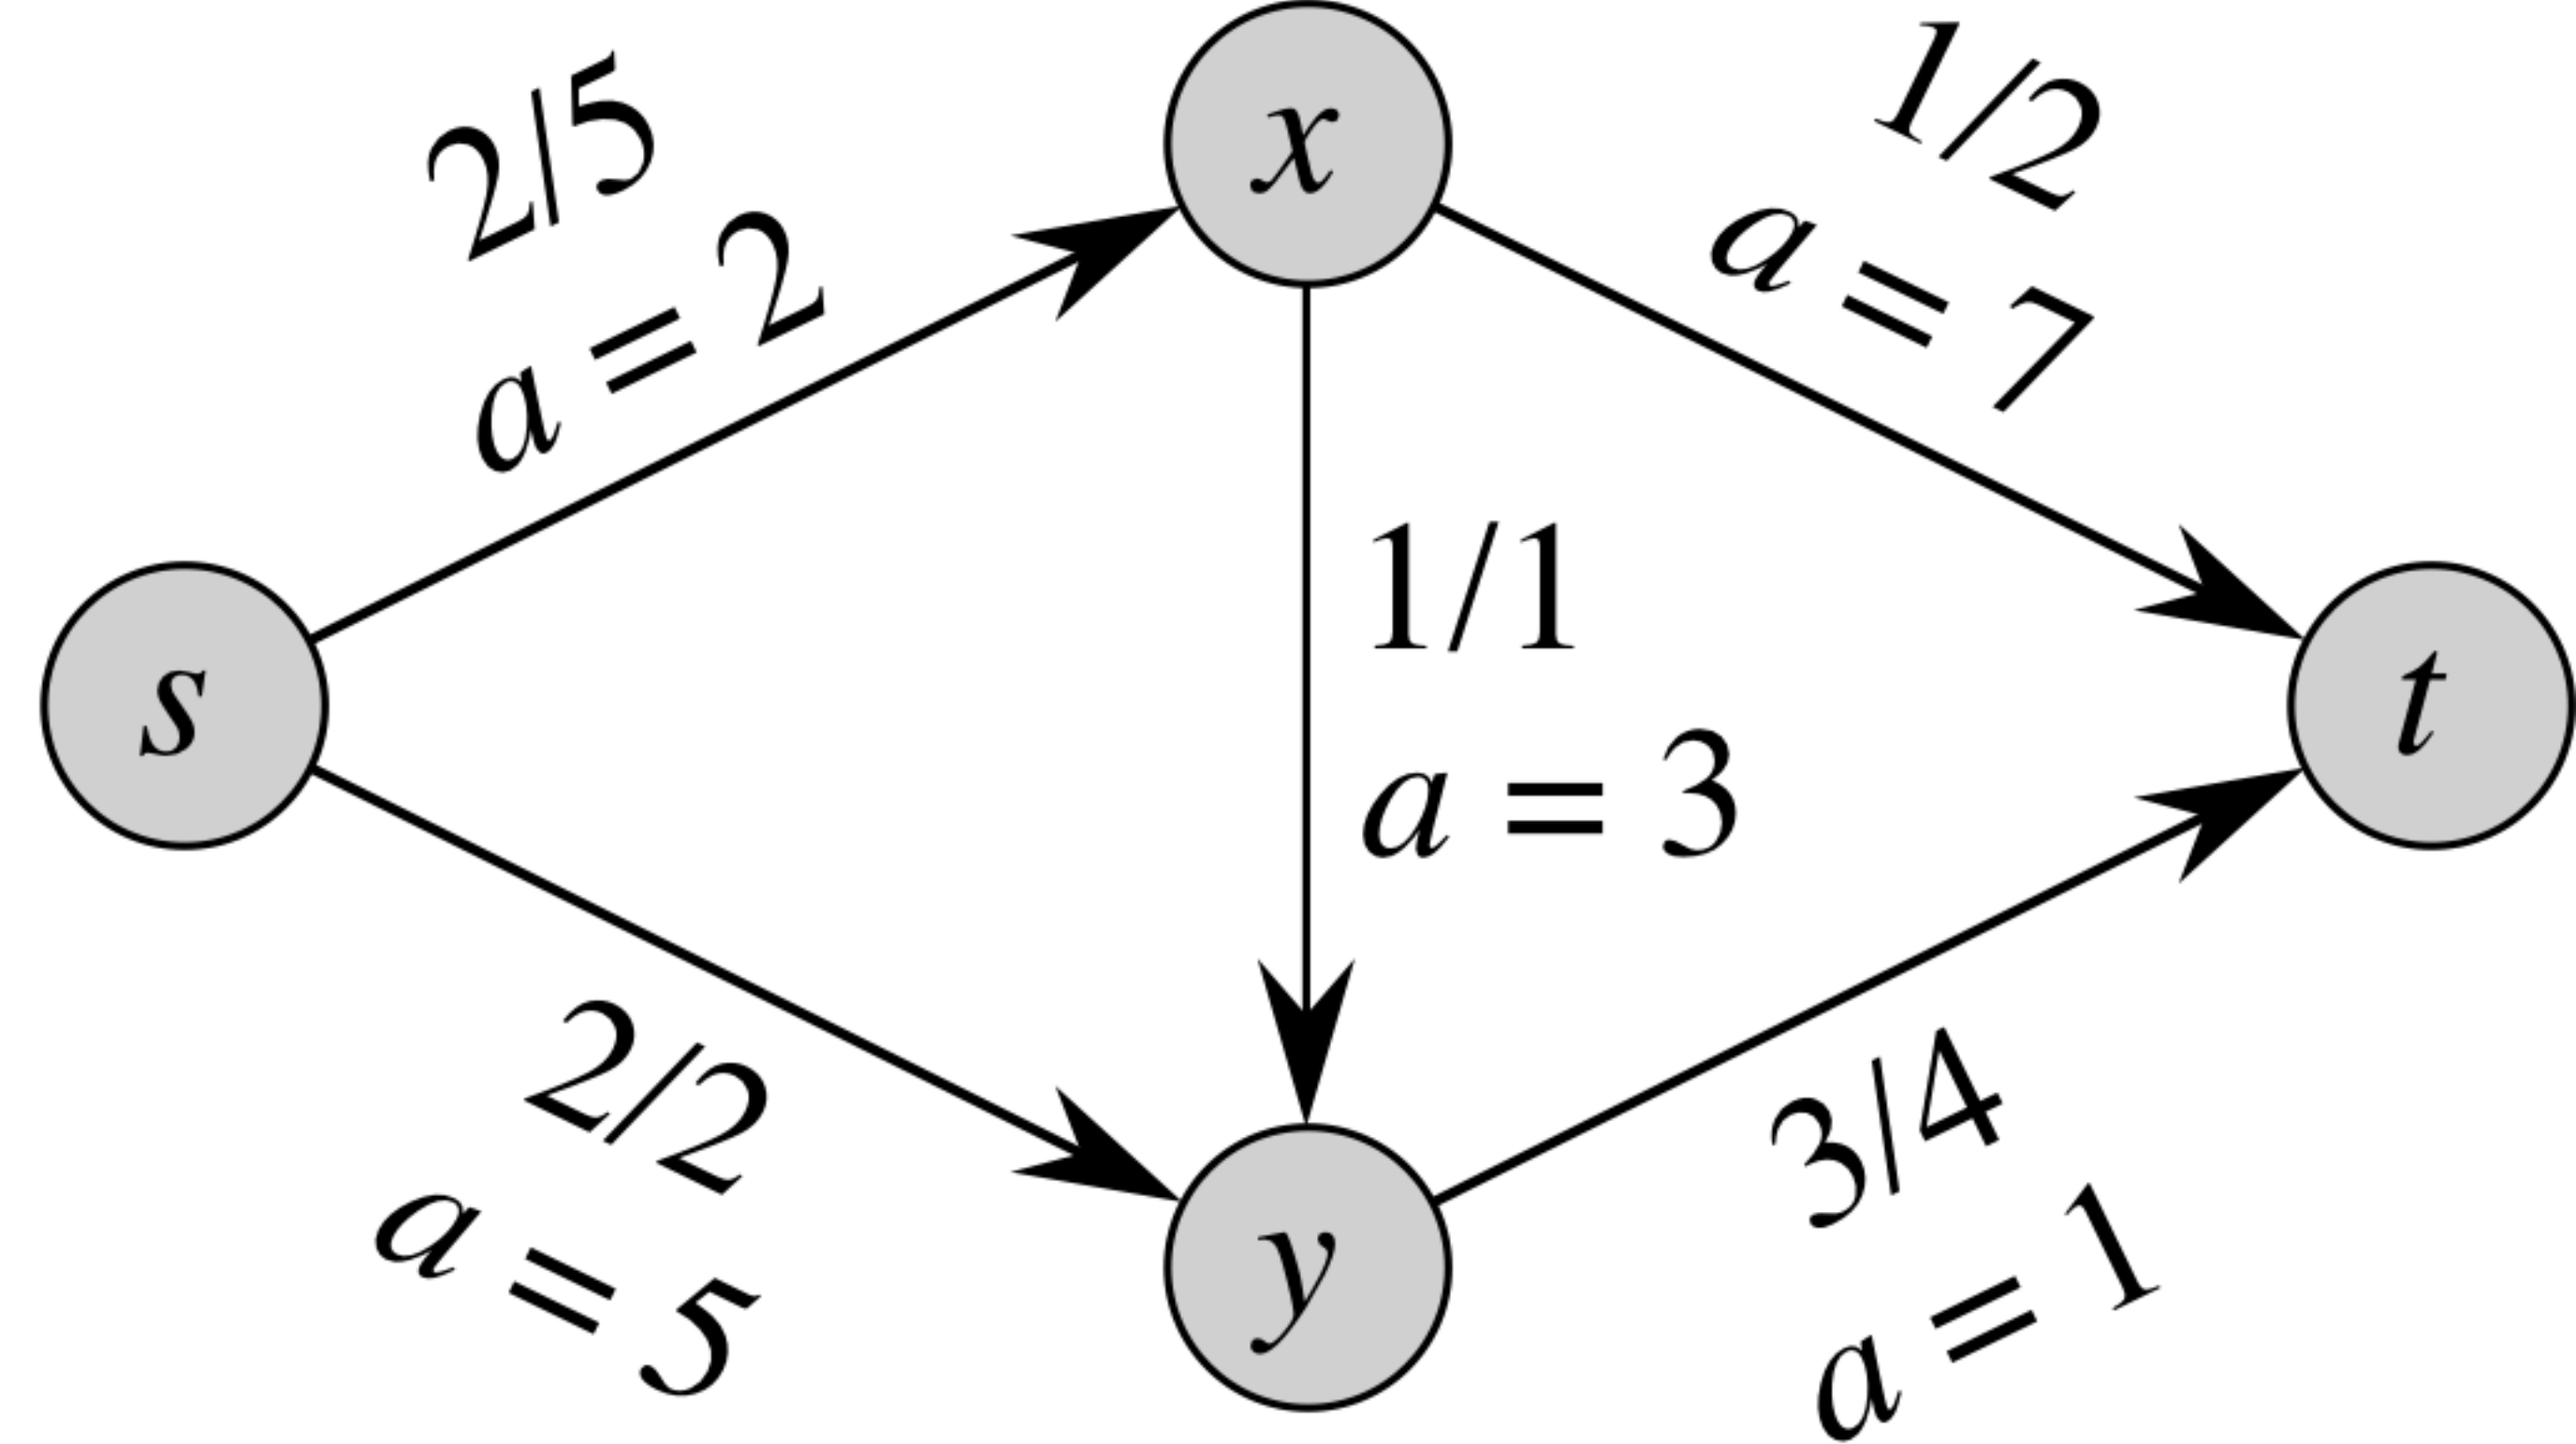 x
2/5
a = 2
1/2
a = 7
s
1/1
a = 3
t
2/2
a = 5
y
3/4
a = 1